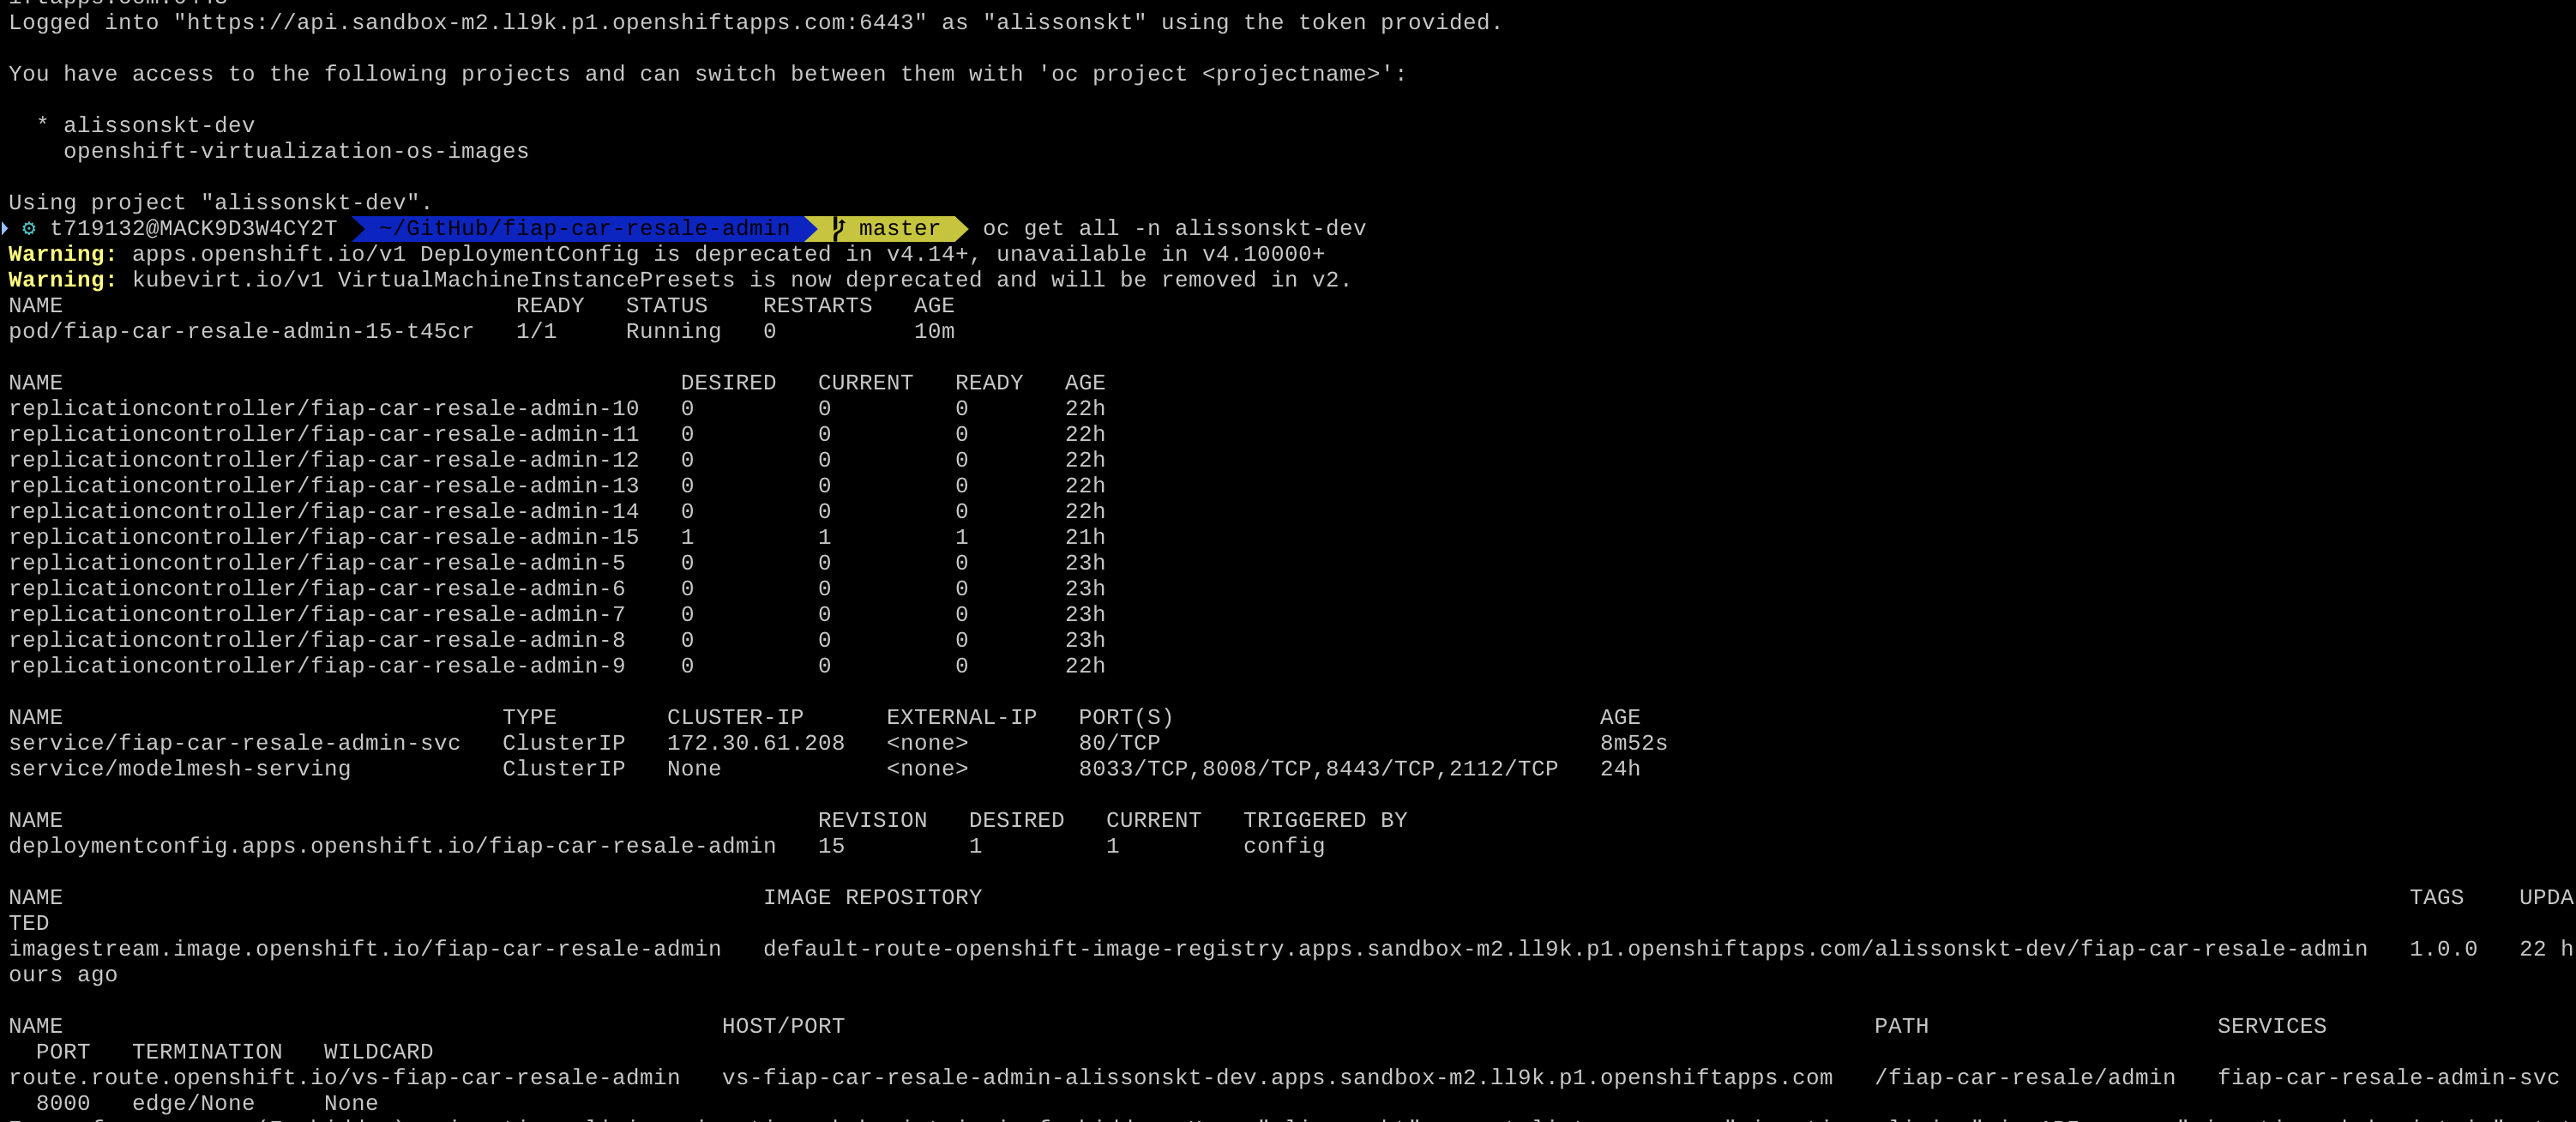 Logged into "https://api.sandbox-m2.ll9k.p1.openshiftapps.com:6443" as "alissonskt" using the token provided.
You have access to the following projects and can switch between them with 'oc project <projectname>':
* alissonskt-dev
openshift-virtualization-os-images
Using project "alissonskt-dev".
t719132@MACK9D3W4CY2T ~/GitHub/fiap-car-resale-admin master oc get all -n alissonskt-dev
Warning: apps.openshift.io/v1 DeploymentConfig is deprecated in v4.14+, unavailable in v4.10000+
Warning: kubevirt.io/v1 VirtualMachineInstancePresets is now deprecated and will be removed in v2.
NAME READY STATUS RESTARTS AGE
pod/fiap-car-resale-admin-15-t45cr 1/1 Running 0 10m
NAME DESIRED CURRENT READY AGE
replicationcontroller/fiap-car-resale-admin-10 0 0 0 22h
replicationcontroller/fiap-car-resale-admin-11 0 0 0 22h
replicationcontroller/fiap-car-resale-admin-12 0 0 0 22h
replicationcontroller/fiap-car-resale-admin-13 0 0 0 22h
replicationcontroller/fiap-car-resale-admin-14 0 0 0 22h
replicationcontroller/fiap-car-resale-admin-15 1 1 1 21h
replicationcontroller/fiap-car-resale-admin-5 0 0 0 23h
replicationcontroller/fiap-car-resale-admin-6 0 0 0 23h
replicationcontroller/fiap-car-resale-admin-7 0 0 0 23h
replicationcontroller/fiap-car-resale-admin-8 0 0 0 23h
replicationcontroller/fiap-car-resale-admin-9 0 0 0 22h
NAME TYPE CLUSTER-IP EXTERNAL-IP PORT(S) AGE
service/fiap-car-resale-admin-svc ClusterIP 172.30.61.208 <none> 80/TCP 8m52s
service/modelmesh-serving ClusterIP None <none> 8033/TCP,8008/TCP,8443/TCP,2112/TCP 24h
NAME REVISION DESIRED CURRENT TRIGGERED BY
deploymentconfig.apps.openshift.io/fiap-car-resale-admin 15 1 1 config
NAME IMAGE REPOSITORY TAGS UPDA
TED
imagestream.image.openshift.io/fiap-car-resale-admin default-route-openshift-image-registry.apps.sandbox-m2.ll9k.p1.openshiftapps.com/alissonskt-dev/fiap-car-resale-admin 1.0.0 22 h
ours ago
NAME HOST/PORT PATH SERVICES
PORT TERMINATION WILDCARD
route.route.openshift.io/vs-fiap-car-resale-admin vs-fiap-car-resale-admin-alissonskt-dev.apps.sandbox-m2.ll9k.p1.openshiftapps.com /fiap-car-resale/admin fiap-car-resale-admin-svc
8000 edge/None None